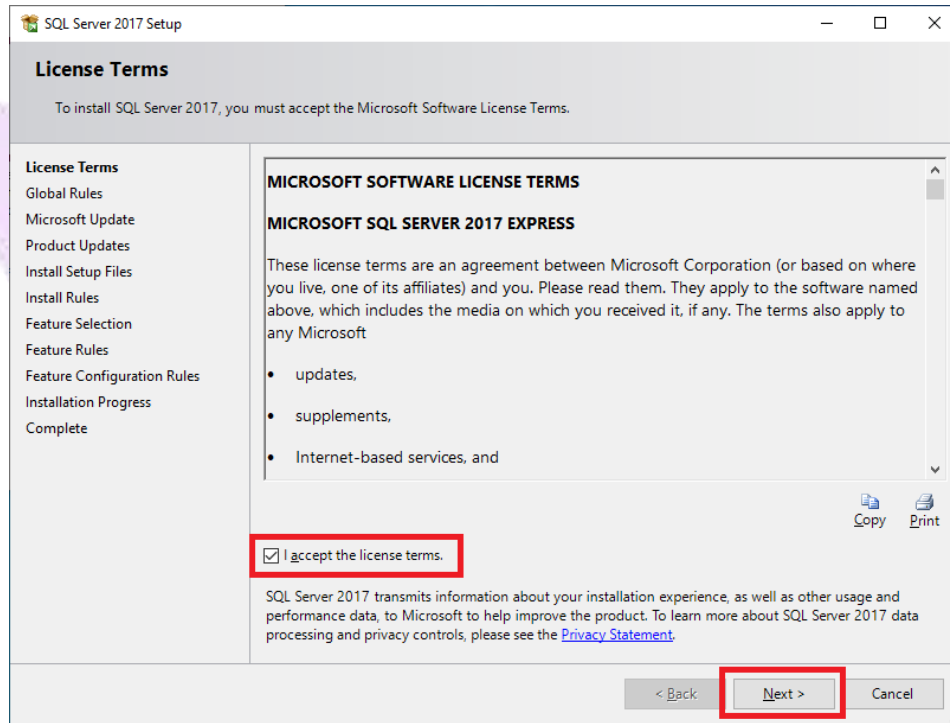 SQL Server 2017 Setup
License Terms
To install SQL Server 2017, you must accept the Microsoft Software License Terms.
License Terms
Global Rules
Microsoft Update
Product Updates
Install Setup Files
Install Rules
Feature Selection
Feature Rules
Feature Configuration Rules
Installation Progress
Complete
MICROSOFT SOFTWARE LICENSE TERMS
MICROSOFT SQL SERVER 2017 EXPRESS
These license terms are an agreement between Microsoft Corporation (or based on where
you live, one of its affiliates) and you. Please read them. They apply to the software named
above, which includes the media on which you received it, if any. The terms also apply to
any Microsoft
• updates,
• supplements,
• Internet-based services, and
Copy
Print
I accept the license terms.
SQL Server 2017 transmits information about your installation experience, as well as other usage and
performance data, to Microsoft to help improve the product. To learn more about SQL Server 2017 data
processing and privacy controls, please see the Privacy Statement.
< Back
Next >
Cancel